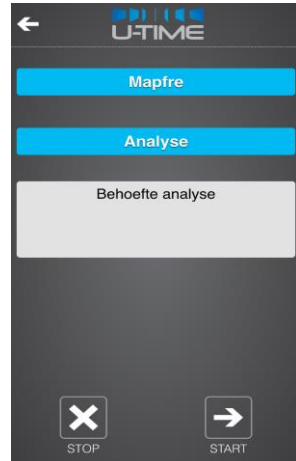 U-TIME
Mapfre
Analyse
Behoefte analyse
STOP
START